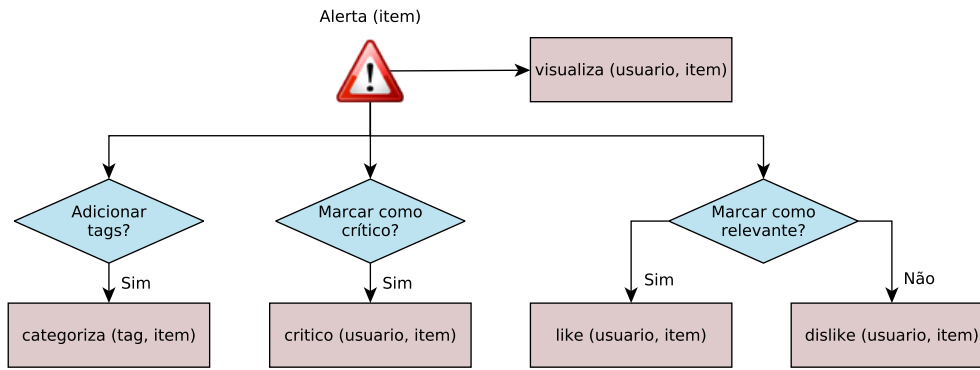 Alerta (item)
visualiza (usuario, item)
Adicionar
tags?
Marcar como
crítico?
Marcar como
relevante?
Sim
Sim
Sim
Não
categoriza (tag, item)
critico (usuario, item)
like (usuario, item)
dislike (usuario, item)